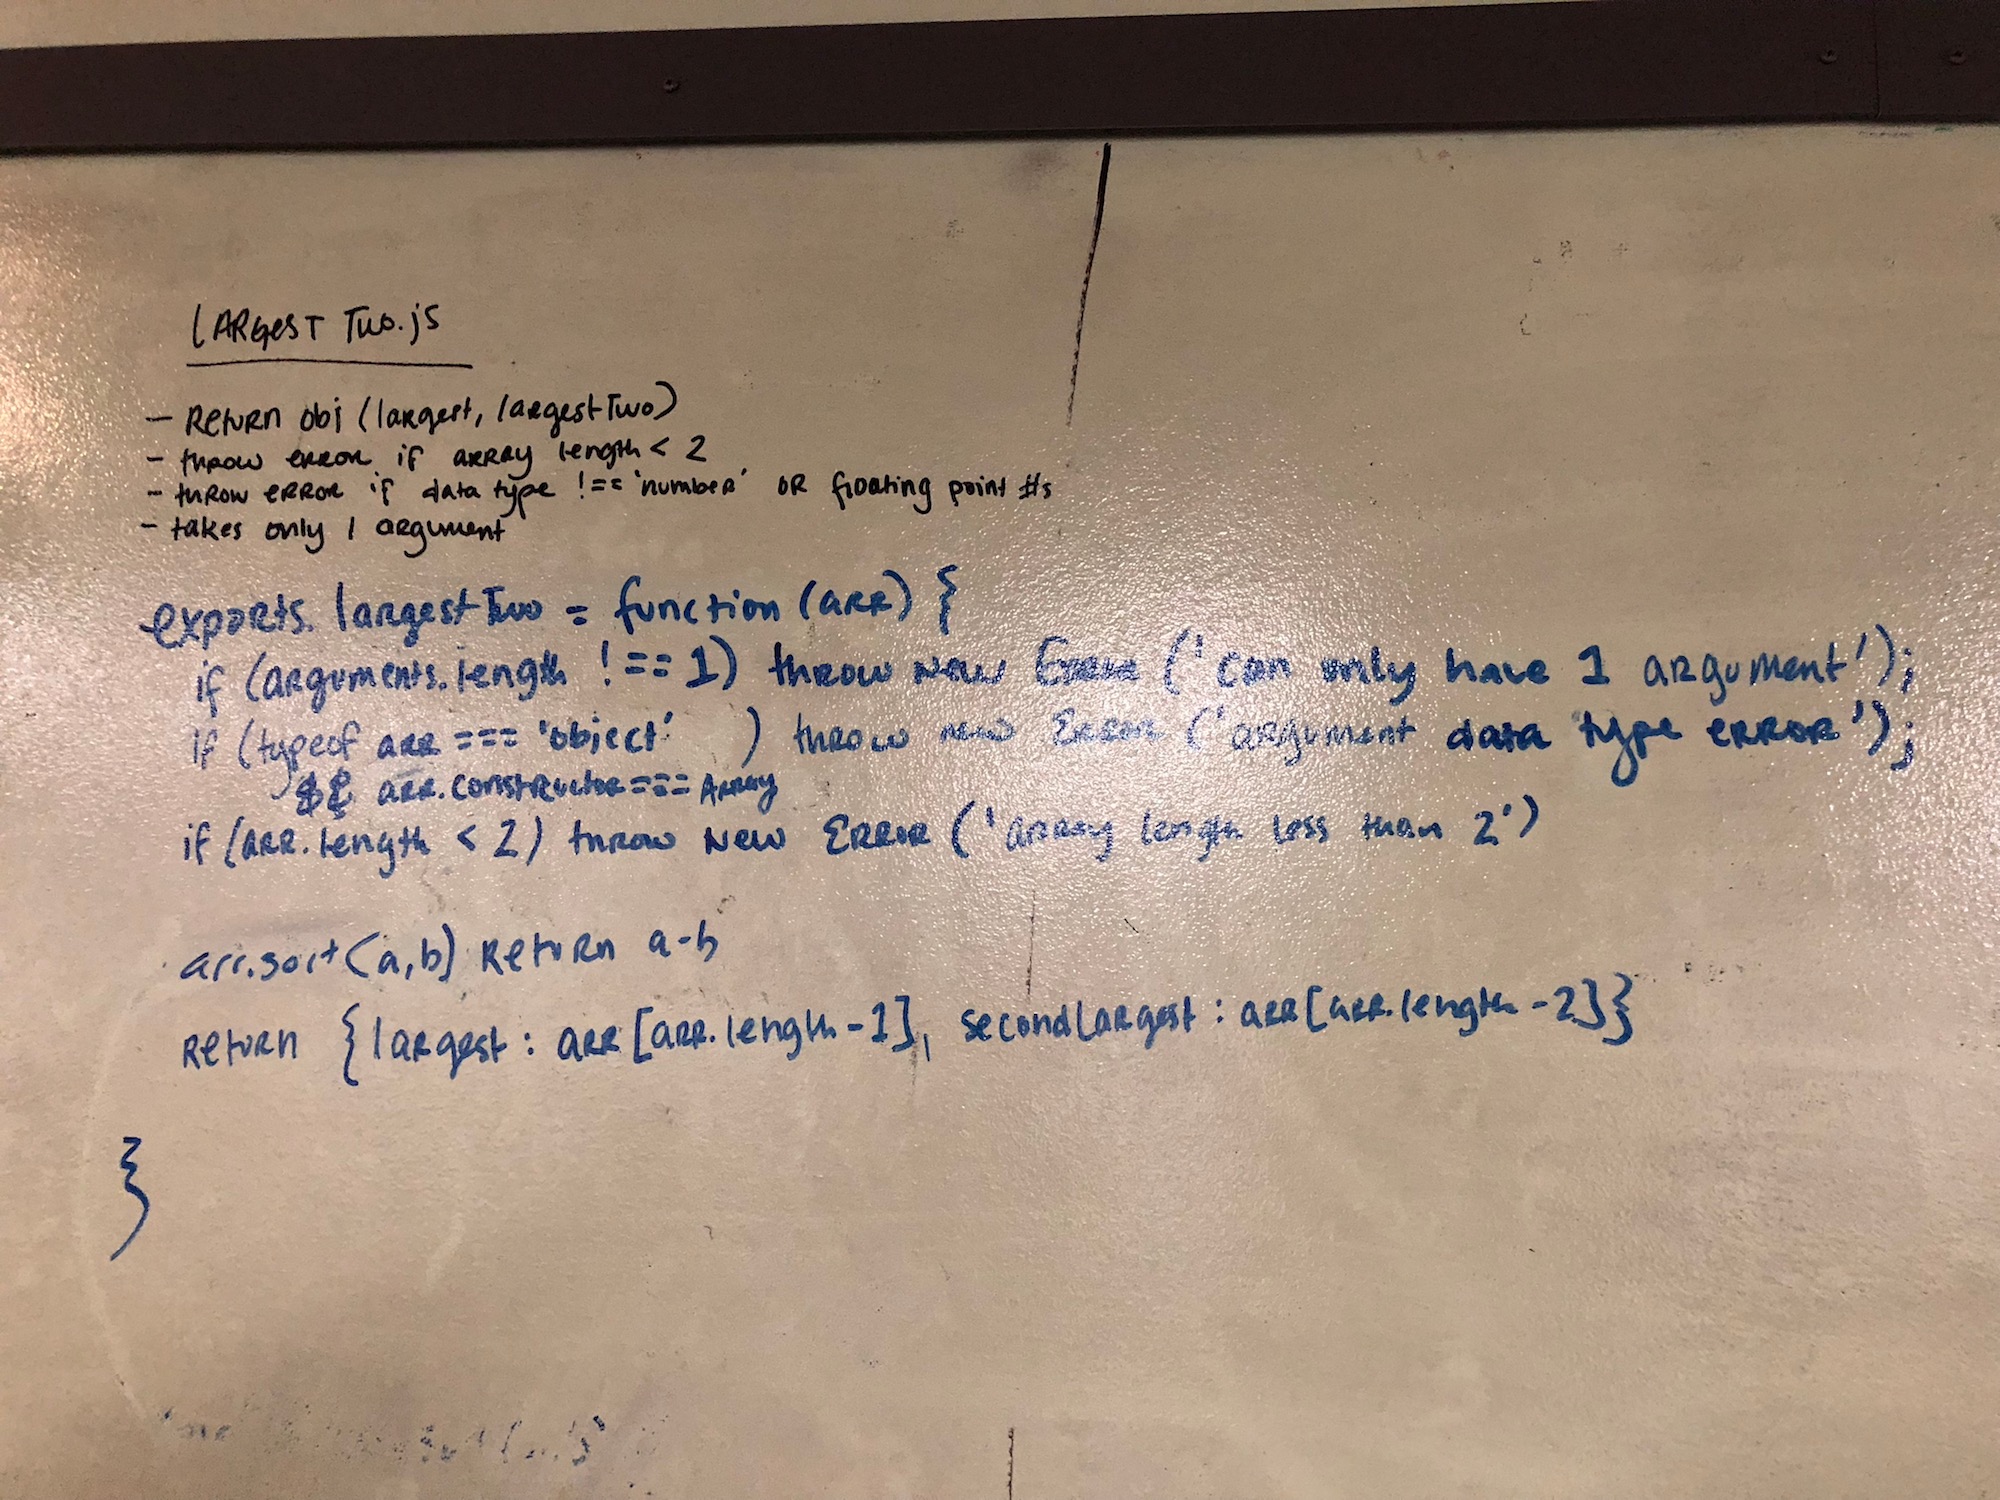 LARgesT Two.js
- Return obj (largest, largestTwo)
- throw error if array length < 2
- throw error if data type !== 'number' OR floating point #s
- takes only 1 argument
exports.largestTwo = function (arr) {
if (arguments.length !== 1) throw new Error ('can only have 1 argument');
if (typeof arr === 'object' ) throw new Error ('argument data type error');
&& arr.constructor === Array
if (arr.length < 2) throw new Error ('array length less than 2')
arr.sort(a,b) return a-b
return {largest: arr[arr.length-1], secondLargest: arr[arr.length-2]}
}